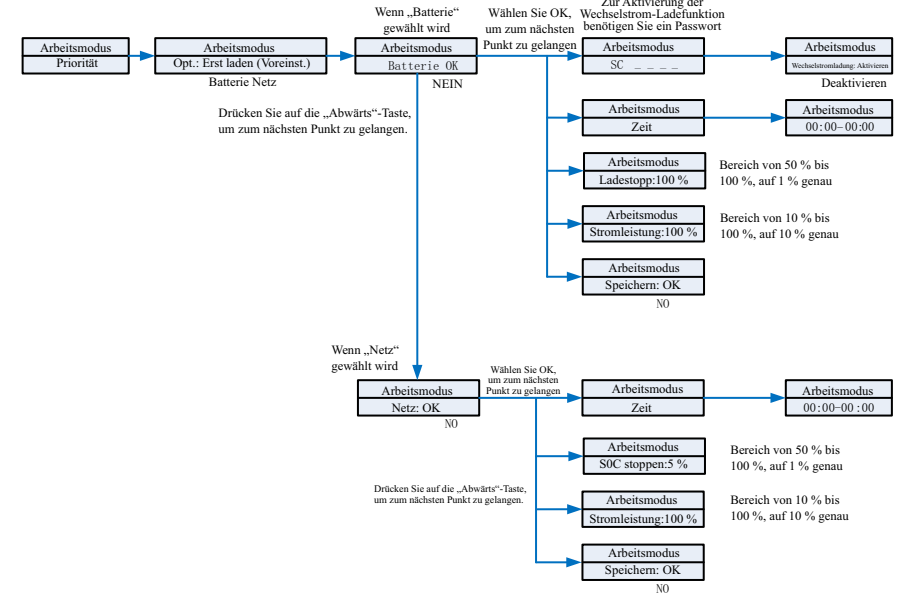 Zur Aktivierung der
Wechselstrom-Ladefunktion
benötigen Sie ein Passwort
Wenn „Batterie“
gewählt wird
Wählen Sie OK,
um zum nächsten
Punkt zu gelangen
Arbeitsmodus
Priorität
Arbeitsmodus
Opt.: Erst laden (Voreinst.)
Batterie Netz
Arbeitsmodus
Batterie OK
NEIN
Arbeitsmodus
SC _ _ _ _
Arbeitsmodus
Wechselstromladung: Aktivieren
Deaktivieren
Drücken Sie auf die „Abwärts“-Taste,
um zum nächsten Punkt zu gelangen.
Arbeitsmodus
Zeit
Arbeitsmodus
00:00-00:00
Arbeitsmodus
Ladestopp:100 %
Bereich von 50 % bis
100 %, auf 1 % genau
Arbeitsmodus
Stromleistung:100 %
Bereich von 10 % bis
100 %, auf 10 % genau
Arbeitsmodus
Speichern: OK
NO
Wenn „Netz“
gewählt wird
Wählen Sie OK,
um zum nächsten
Punkt zu gelangen
Arbeitsmodus
Netz: OK
NO
Arbeitsmodus
Zeit
Arbeitsmodus
00:00-00:00
Arbeitsmodus
S0C stoppen:5 %
Bereich von 50 % bis
100 %, auf 1 % genau
Drücken Sie auf die „Abwärts“-Taste,
um zum nächsten Punkt zu gelangen.
Arbeitsmodus
Stromleistung:100 %
Bereich von 10 % bis
100 %, auf 10 % genau
Arbeitsmodus
Speichern: OK
NO